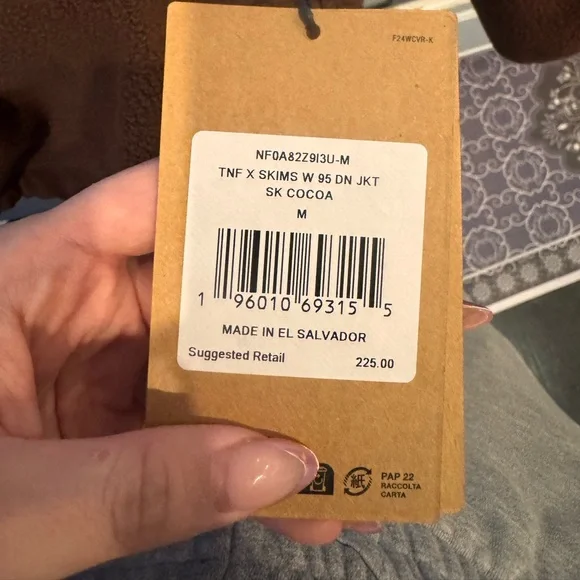 F24WCVR-K
NF0A82Z9I3U-M
TNF X SKIMS W 95 DN JKT
SK COCOA
M
1 96010 69315 5
MADE IN EL SALVADOR
Suggested Retail 225.00
紙
PAP 22
RACCOLTA
CARTA